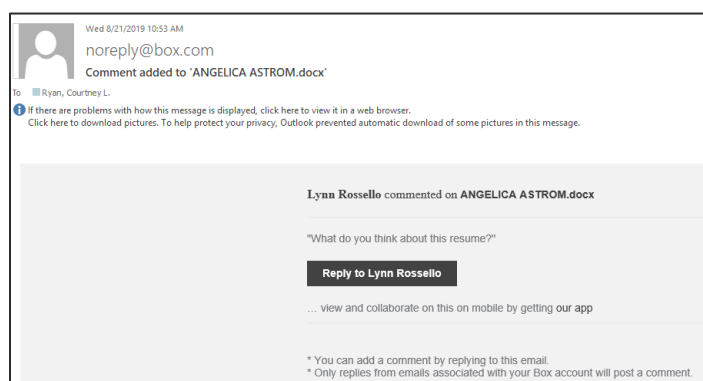 Wed 8/21/2019 10:53 AM
noreply@box.com
Comment added to 'ANGELICA ASTROM.docx'
To Ryan, Courtney L.
If there are problems with how this message is displayed, click here to view it in a web browser.
Click here to download pictures. To help protect your privacy, Outlook prevented automatic download of some pictures in this message.
Lynn Rossello commented on ANGELICA ASTROM.docx
"What do you think about this resume?"
Reply to Lynn Rossello
... view and collaborate on this on mobile by getting our app
* You can add a comment by replying to this email.
* Only replies from emails associated with your Box account will post a comment.